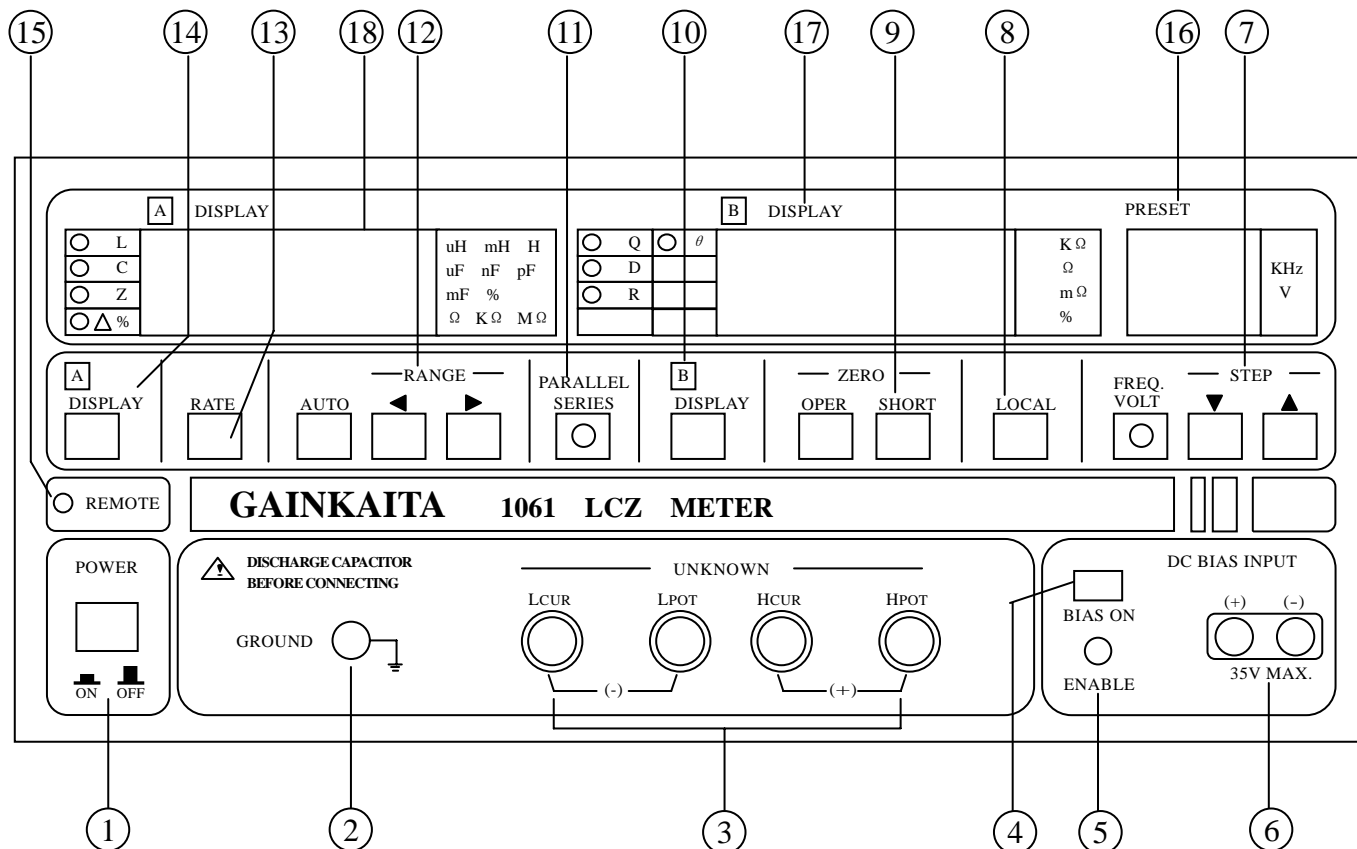 15 14 13 18 12 11 10 17 9 8 16 7
A DISPLAY B DISPLAY PRESET
L uH mH H Q θ KΩ
C uF nF pF D Ω KHz
Z mF % R mΩ V
△ % Ω KΩ MΩ %
A DISPLAY
RATE
RANGE
AUTO ◀ ▶
PARALLEL
SERIES
B DISPLAY
ZERO
OPER SHORT
LOCAL
FREQ.
VOLT
STEP
▼ ▲
REMOTE
GAINKAITA 1061 LCZ METER
POWER
ON OFF
DISCHARGE CAPACITOR
BEFORE CONNECTING
GROUND
UNKNOWN
LCUR LPOT HCUR HPOT
(-) (+)
BIAS ON
ENABLE
DC BIAS INPUT
(+) (-)
35V MAX.
1 2 3 4 5 6